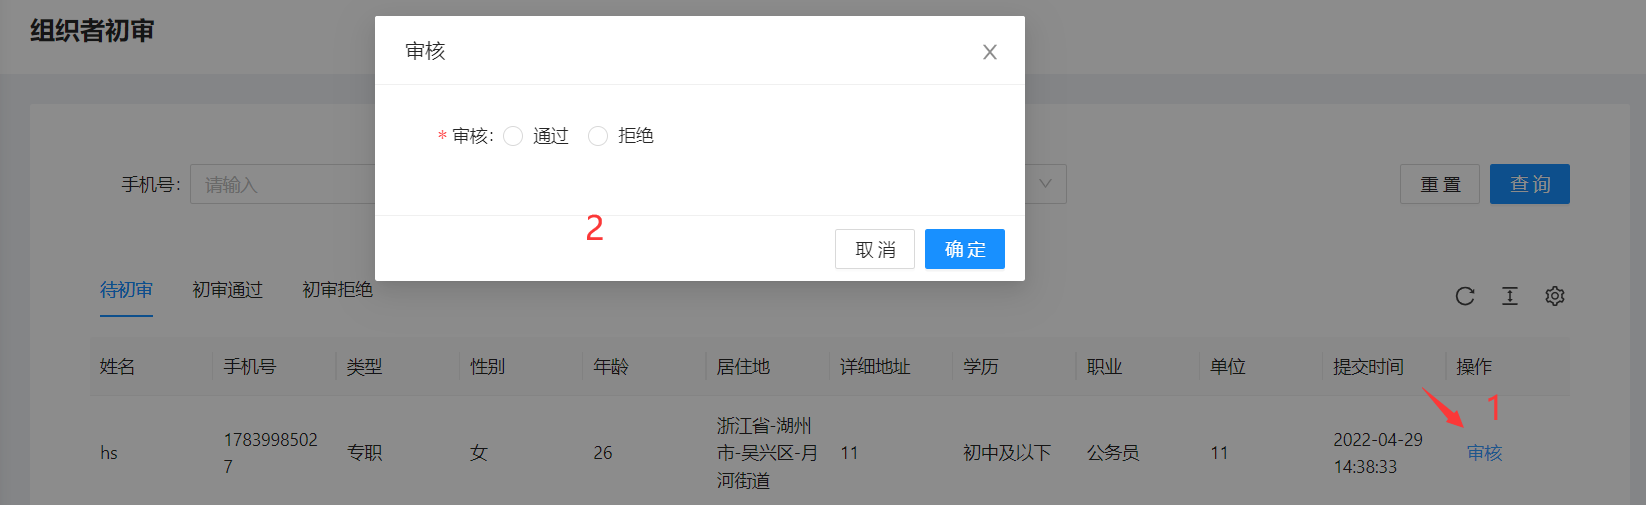 组织者初审
审核
*审核: 通过 拒绝
手机号: 请输入
重置 查询
2
取消 确定
待初审 初审通过 初审拒绝
姓名 手机号 类型 性别 年龄 居住地 详细地址 学历 职业 单位 提交时间 操作
1
hs 1783998502
7 专职 女 26 浙江省-湖州
市-吴兴区-月
河街道 11 初中及以下 公务员 11 2022-04-29
14:38:33 审核